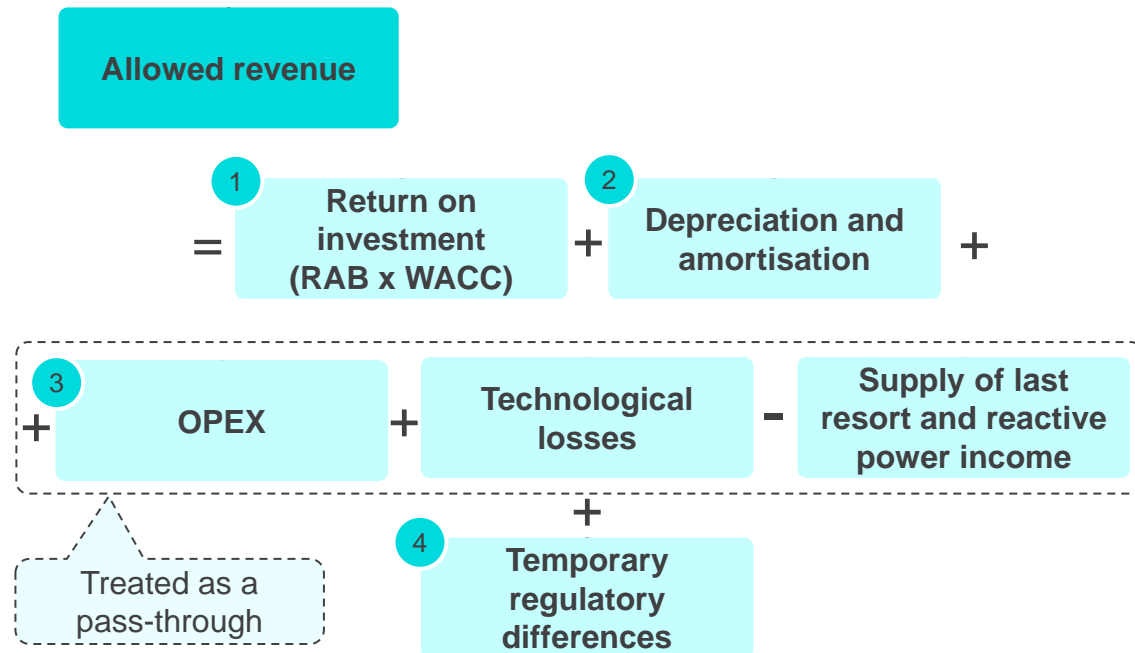 Allowed revenue
1
2
Return on
investment
(RAB x WACC)
=
+
Depreciation and
amortisation
+
3
+
OPEX
+
Technological
losses
-
Supply of last
resort and reactive
power income
+
4
Temporary
regulatory
differences
Treated as a
pass-through